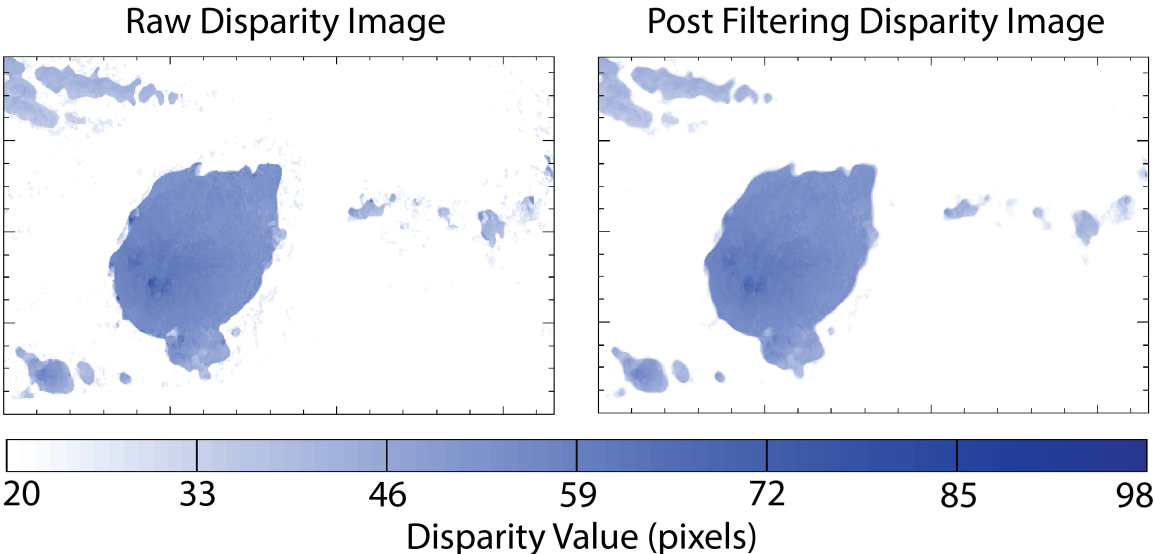 Raw Disparity Image
Post Filtering Disparity Image
20 33 46 59 72 85 98
Disparity Value (pixels)